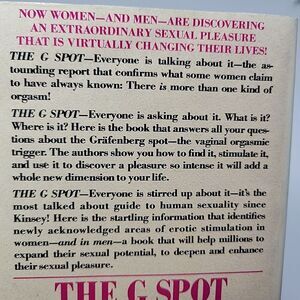 NOW WOMEN—AND MEN—ARE DISCOVERING
AN EXTRAORDINARY SEXUAL PLEASURE
THAT IS VIRTUALLY CHANGING THEIR LIVES!
THE G SPOT—Everyone is talking about it—the as-
tounding report that confirms what some women claim
to have always known: There is more than one kind of
orgasm!
THE G SPOT—Everyone is asking about it. What is it?
Where is it? Here is the book that answers all your ques-
tions about the Gräfenberg spot—the vaginal orgasmic
trigger. The authors show you how to find it, stimulate it,
and use it to discover a pleasure so intense it will add a
whole new dimension to your life.
THE G SPOT—Everyone is stirred up about it—it's the
most talked about guide to human sexuality since
Kinsey! Here is the startling information that identifies
newly acknowledged areas of erotic stimulation in
women—and in men—a book that will help millions to
expand their sexual potential, to deepen and enhance
their sexual pleasure.
THE G SPOT